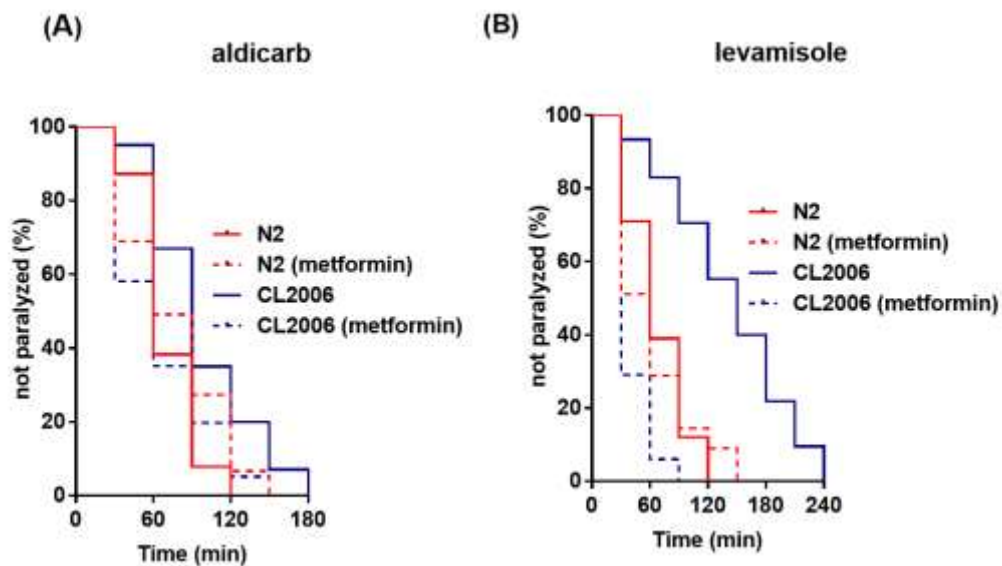 (A)
aldicarb
not paralyzed (%)
100
80
60
40
20
0
0 60 120 180
Time (min)
N2
N2 (metformin)
CL2006
CL2006 (metformin)
(B)
levamisole
not paralyzed (%)
100
80
60
40
20
0
0 60 120 180 240
Time (min)
N2
N2 (metformin)
CL2006
CL2006 (metformin)